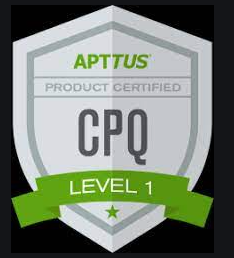 APTTUS
PRODUCT CERTIFIED
CPQ
LEVEL 1